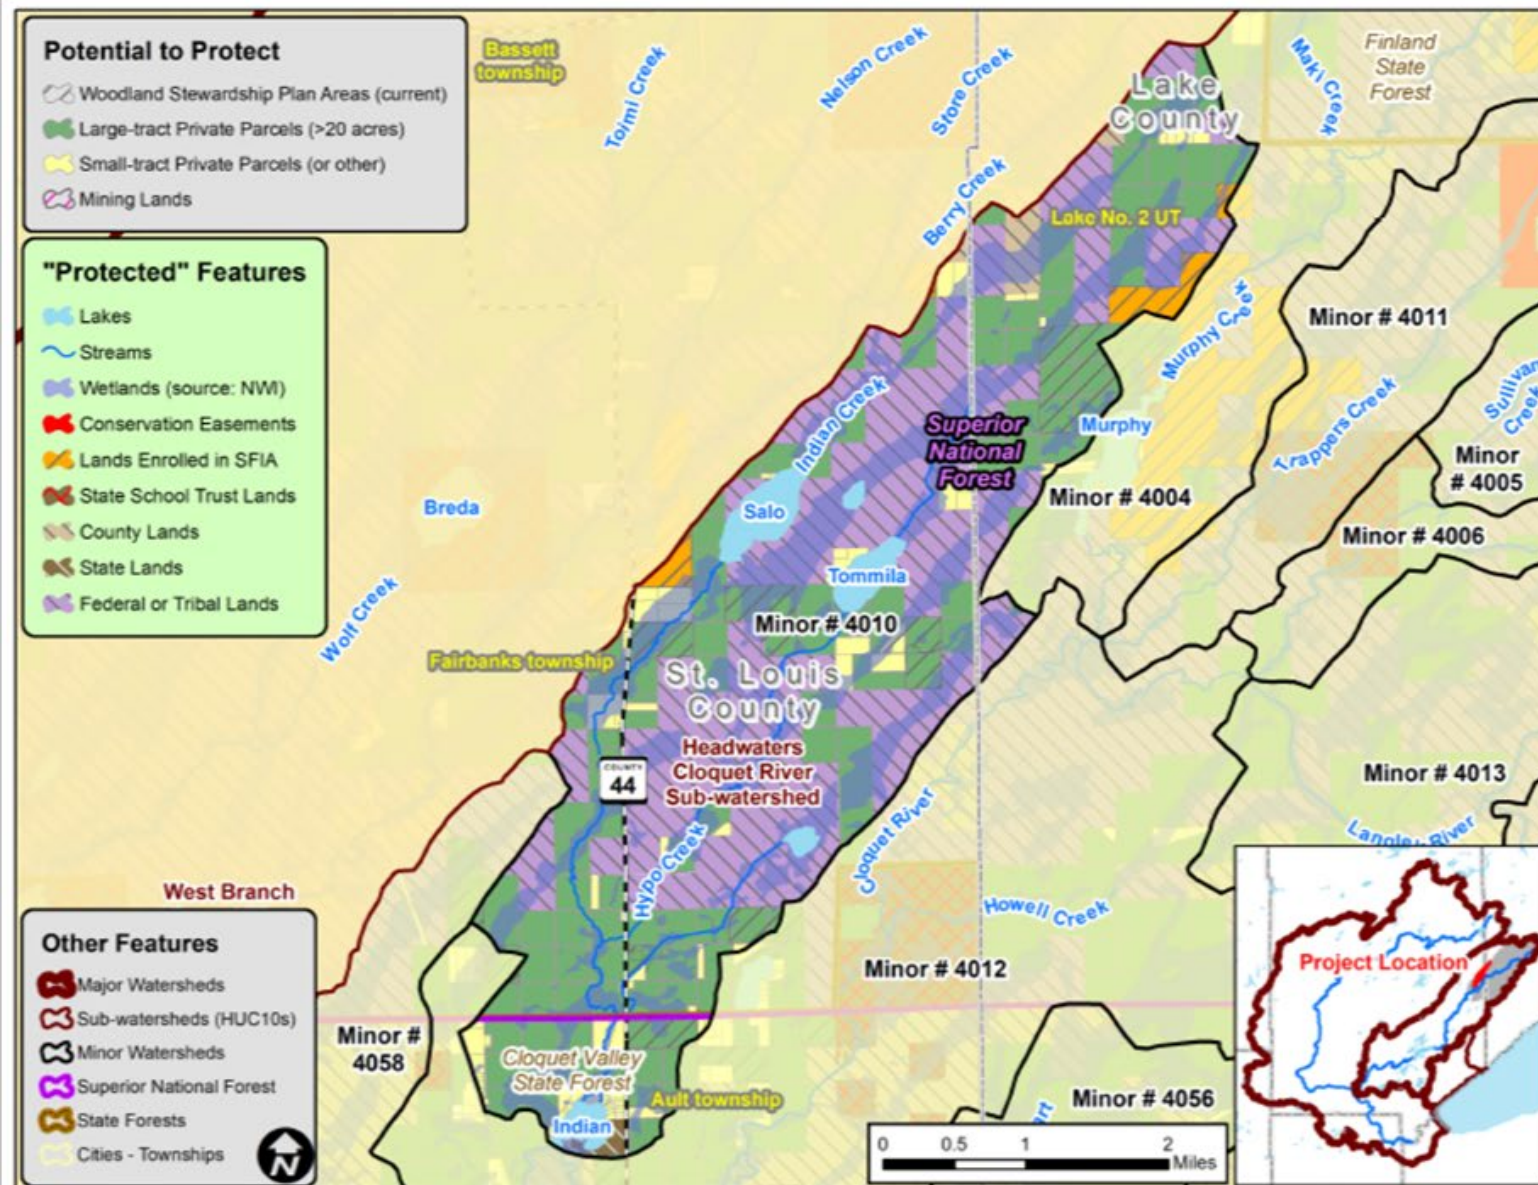 Potential to Protect
Woodland Stewardship Plan Areas (current)
Large-tract Private Parcels (>20 acres)
Small-tract Private Parcels (or other)
Mining Lands
"Protected" Features
Lakes
Streams
Wetlands (source: NWI)
Conservation Easements
Lands Enrolled in SFIA
State School Trust Lands
County Lands
State Lands
Federal or Tribal Lands
Other Features
Major Watersheds
Sub-watersheds (HUC10s)
Minor Watersheds
Superior National Forest
State Forests
Cities - Townships
N
Bassett
township
Toimi Creek
Nelson Creek
Store Creek
Berry Creek
Lake
County
Maki Creek
Finland
State
Forest
Lake No. 2 UT
Murphy Creek
Minor # 4011
Sullivan
Creek
Trappers Creek
Indian Creek
Superior
National
Forest
Murphy
Minor
# 4005
Minor # 4004
Minor # 4006
Breda
Salo
Tommila
Wolf Creek
Minor # 4010
Fairbanks township
St. Louis
County
Headwaters
Cloquet River
Sub-watershed
COUNTY
44
Minor # 4013
Langley River
Cloquet River
Hypo Creek
West Branch
Howell Creek
Minor # 4012
Project Location
Minor #
4058
Cloquet Valley
State Forest
Ault township
Indian
Minor # 4056
art
0 0.5 1 2
Miles